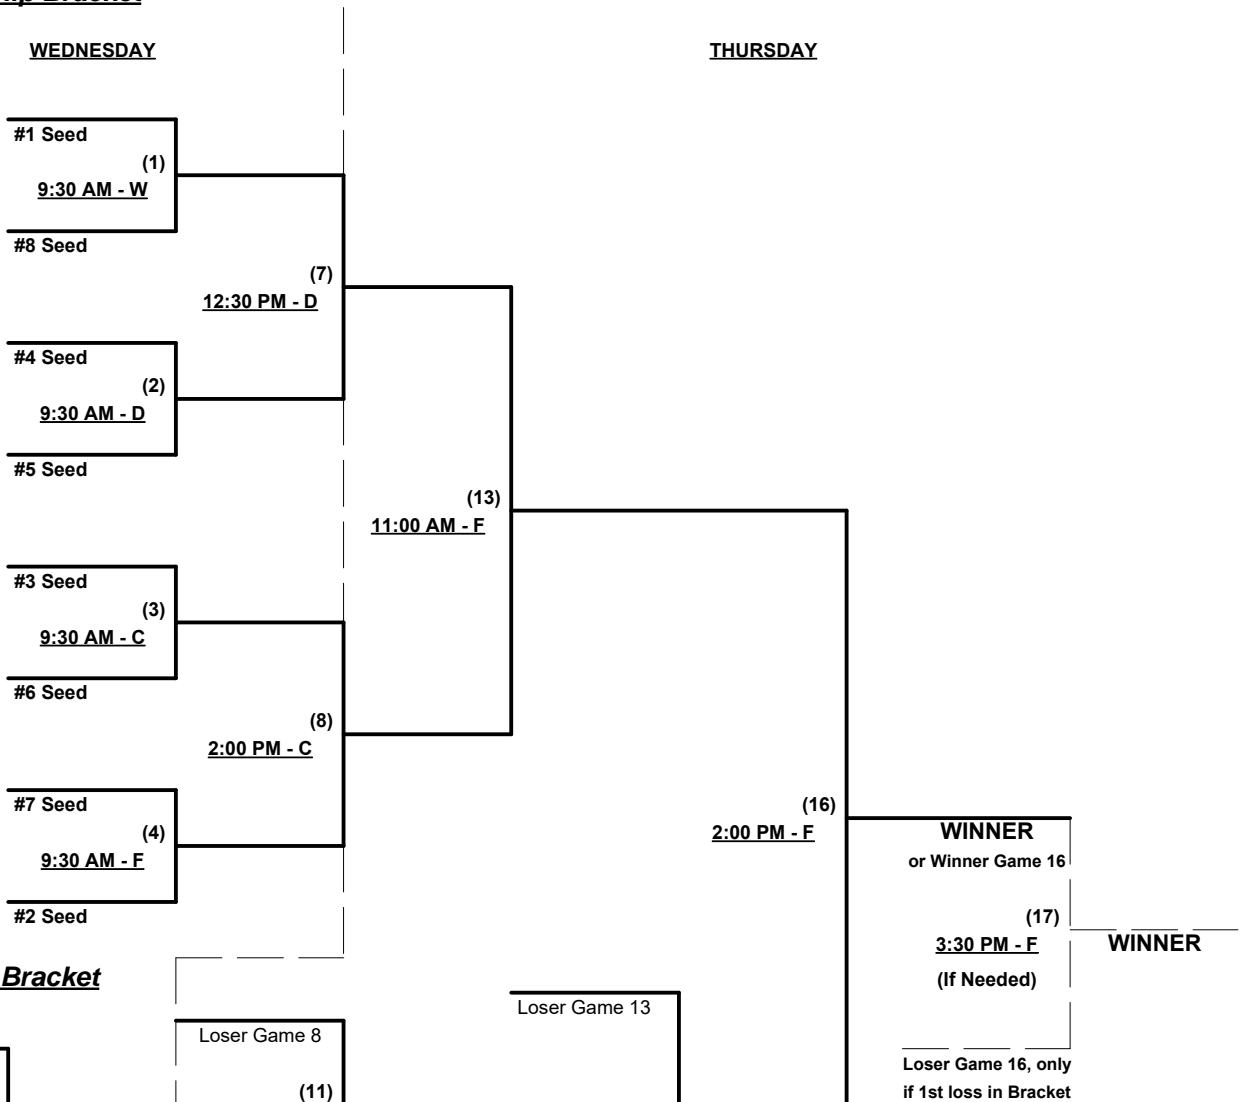 Bracket
WEDNESDAY
THURSDAY
#1 Seed
(1)
9:30 AM - W
#8 Seed
(7)
12:30 PM - D
#4 Seed
(2)
9:30 AM - D
#5 Seed
(13)
11:00 AM - F
#3 Seed
(3)
9:30 AM - C
#6 Seed
(8)
2:00 PM - C
#7 Seed
(4)
9:30 AM - F
#2 Seed
(16)
2:00 PM - F
WINNER
or Winner Game 16
(17)
3:30 PM - F
(If Needed)
WINNER
Bracket
Loser Game 13
Loser Game 8
(11)
Loser Game 16, only
if 1st loss in Bracket